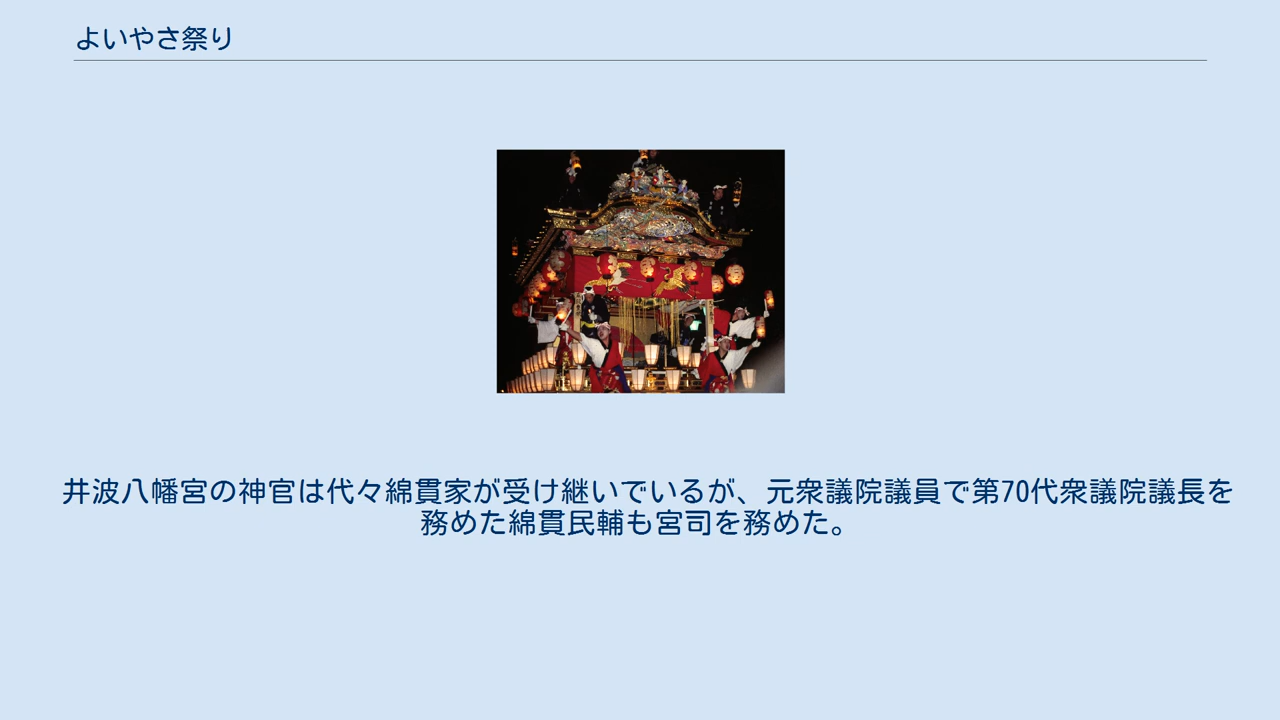 よいやさ祭り
井波八幡宮の神官は代々綿貫家が受け継いでいるが、元衆議院議員で第70代衆議院議長を
務めた綿貫民輔も宮司を務めた。